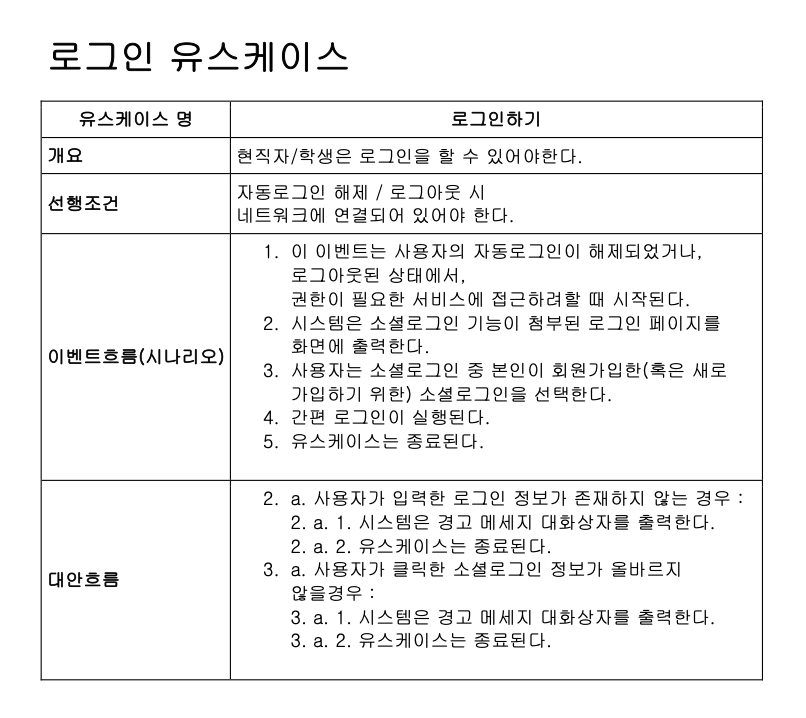 로그인 유스케이스
유스케이스 명
로그인하기
개요
현직자/학생은 로그인을 할 수 있어야한다.
선행조건
자동로그인 해제 / 로그아웃 시
네트워크에 연결되어 있어야 한다.
이벤트흐름(시나리오)
1. 이 이벤트는 사용자의 자동로그인이 해제되었거나,
로그아웃된 상태에서,
권한이 필요한 서비스에 접근하려할 때 시작된다.
2. 시스템은 소셜로그인 기능이 첨부된 로그인 페이지를
화면에 출력한다.
3. 사용자는 소셜로그인 중 본인이 회원가입한(혹은 새로
가입하기 위한) 소셜로그인을 선택한다.
4. 간편 로그인이 실행된다.
5. 유스케이스는 종료된다.
대안흐름
2. a. 사용자가 입력한 로그인 정보가 존재하지 않는 경우 :
2. a. 1. 시스템은 경고 메세지 대화상자를 출력한다.
2. a. 2. 유스케이스는 종료된다.
3. a. 사용자가 클릭한 소셜로그인 정보가 올바르지
않을경우 :
3. a. 1. 시스템은 경고 메세지 대화상자를 출력한다.
3. a. 2. 유스케이스는 종료된다.